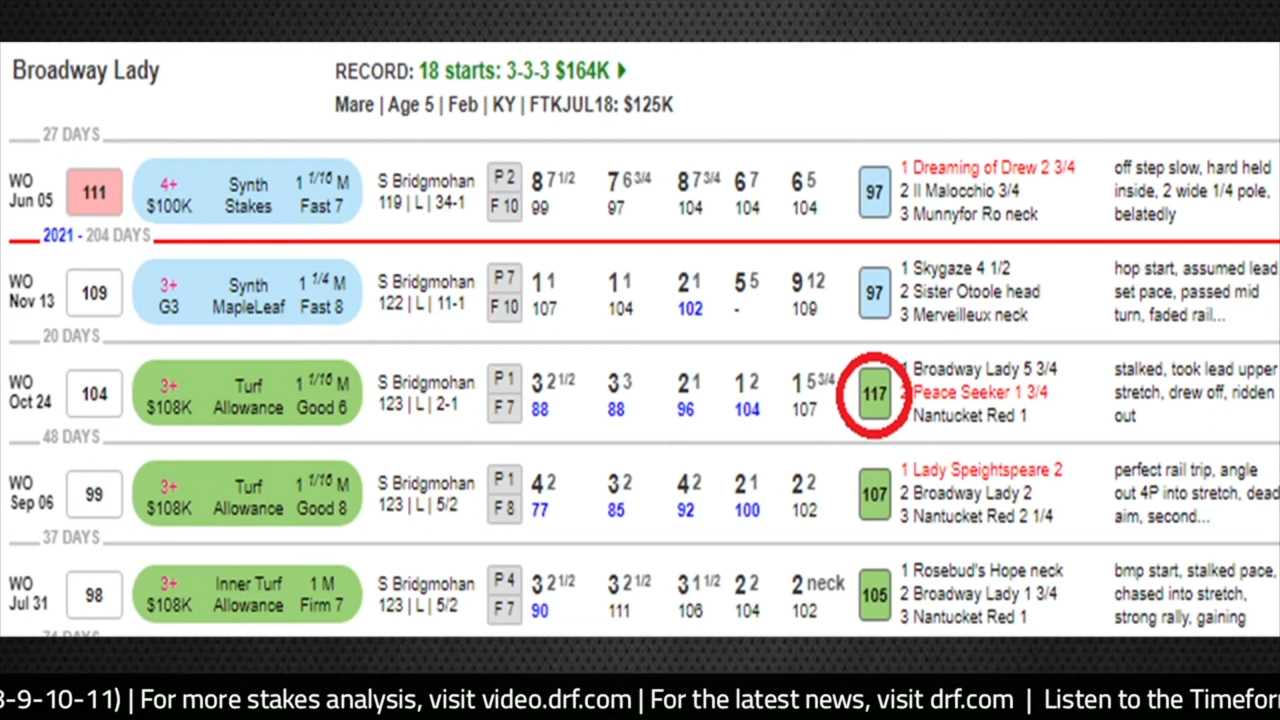 Broadway Lady RECORD: 18 starts: 3-3-3 $164K
Mare | Age 5 | Feb | KY | FTKJUL18: $125K
27 DAYS
WO 111 4+ Synth 1 1/16 M S Bridgmohan P 2 8 7 1/2 7 6 3/4 8 7 3/4 6 7 6 5 97 1 Dreaming of Drew 2 3/4 off step slow, hard held
Jun 05 $100K Stakes Fast 7 119 | L | 34-1 F 10 99 97 104 104 104 2 Il Malocchio 3/4 inside, 2 wide 1/4 pole,
3 Munnyfor Ro neck belatedly
2021 - 204 DAYS
WO 109 3+ Synth 1 1/4 M S Bridgmohan P 7 1 1 1 1 2 1 5 5 9 12 97 1 Skygaze 4 1/2 hop start, assumed lead
Nov 13 G3 MapleLeaf Fast 8 122 | L | 11-1 F 10 107 104 102 - 109 2 Sister Otoole head set pace, passed mid
3 Merveilleux neck turn, faded rail...
20 DAYS
WO 104 3+ Turf 1 1/16 M S Bridgmohan P 1 3 2 1/2 3 3 2 1 1 2 1 5 3/4 117 1 Broadway Lady 5 3/4 stalked, took lead upper
Oct 24 $108K Allowance Good 6 123 | L | 2-1 F 7 88 88 96 104 107 2 Peace Seeker 1 3/4 stretch, drew off, ridden
Nantucket Red 1 out
48 DAYS
WO 99 3+ Turf 1 1/16 M S Bridgmohan P 1 4 2 3 2 4 2 2 1 2 2 107 1 Lady Speightspeare 2 perfect rail trip, angle
Sep 06 $108K Allowance Good 8 123 | L | 5/2 F 8 77 85 92 100 102 2 Broadway Lady 2 out 4P into stretch, dead
3 Nantucket Red 2 1/4 aim, second...
37 DAYS
WO 98 3+ Inner Turf 1 M S Bridgmohan P 4 3 2 1/2 3 2 1/2 3 1 1/2 2 2 2 neck 105 1 Rosebud's Hope neck bmp start, stalked pace,
Jul 31 $108K Allowance Firm 7 123 | L | 5/2 F 7 90 111 106 104 102 2 Broadway Lady 1 3/4 chased into stretch,
3 Nantucket Red 1 strong rally, gaining
3-9-10-11) | For more stakes analysis, visit video.drf.com | For the latest news, visit drf.com | Listen to the Timefor